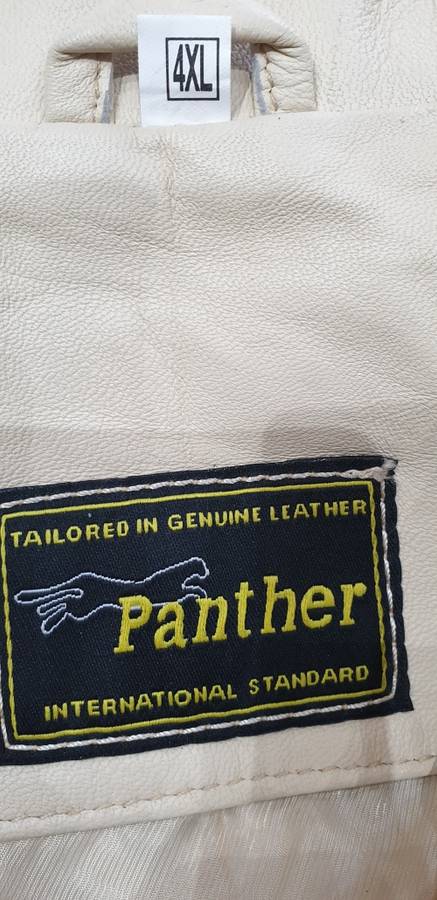 4XL
TAILORED IN GENUINE LEATHER
Panther
INTERNATIONAL STANDARD